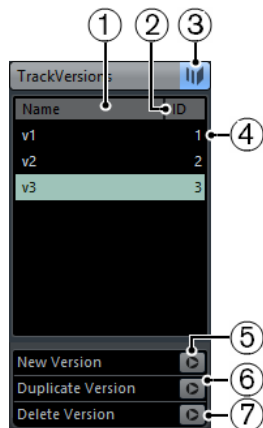 1 2 3
TrackVersions
Name ID
v1 1 4
v2 2
v3 3
5
New Version
Duplicate Version 6
Delete Version 7